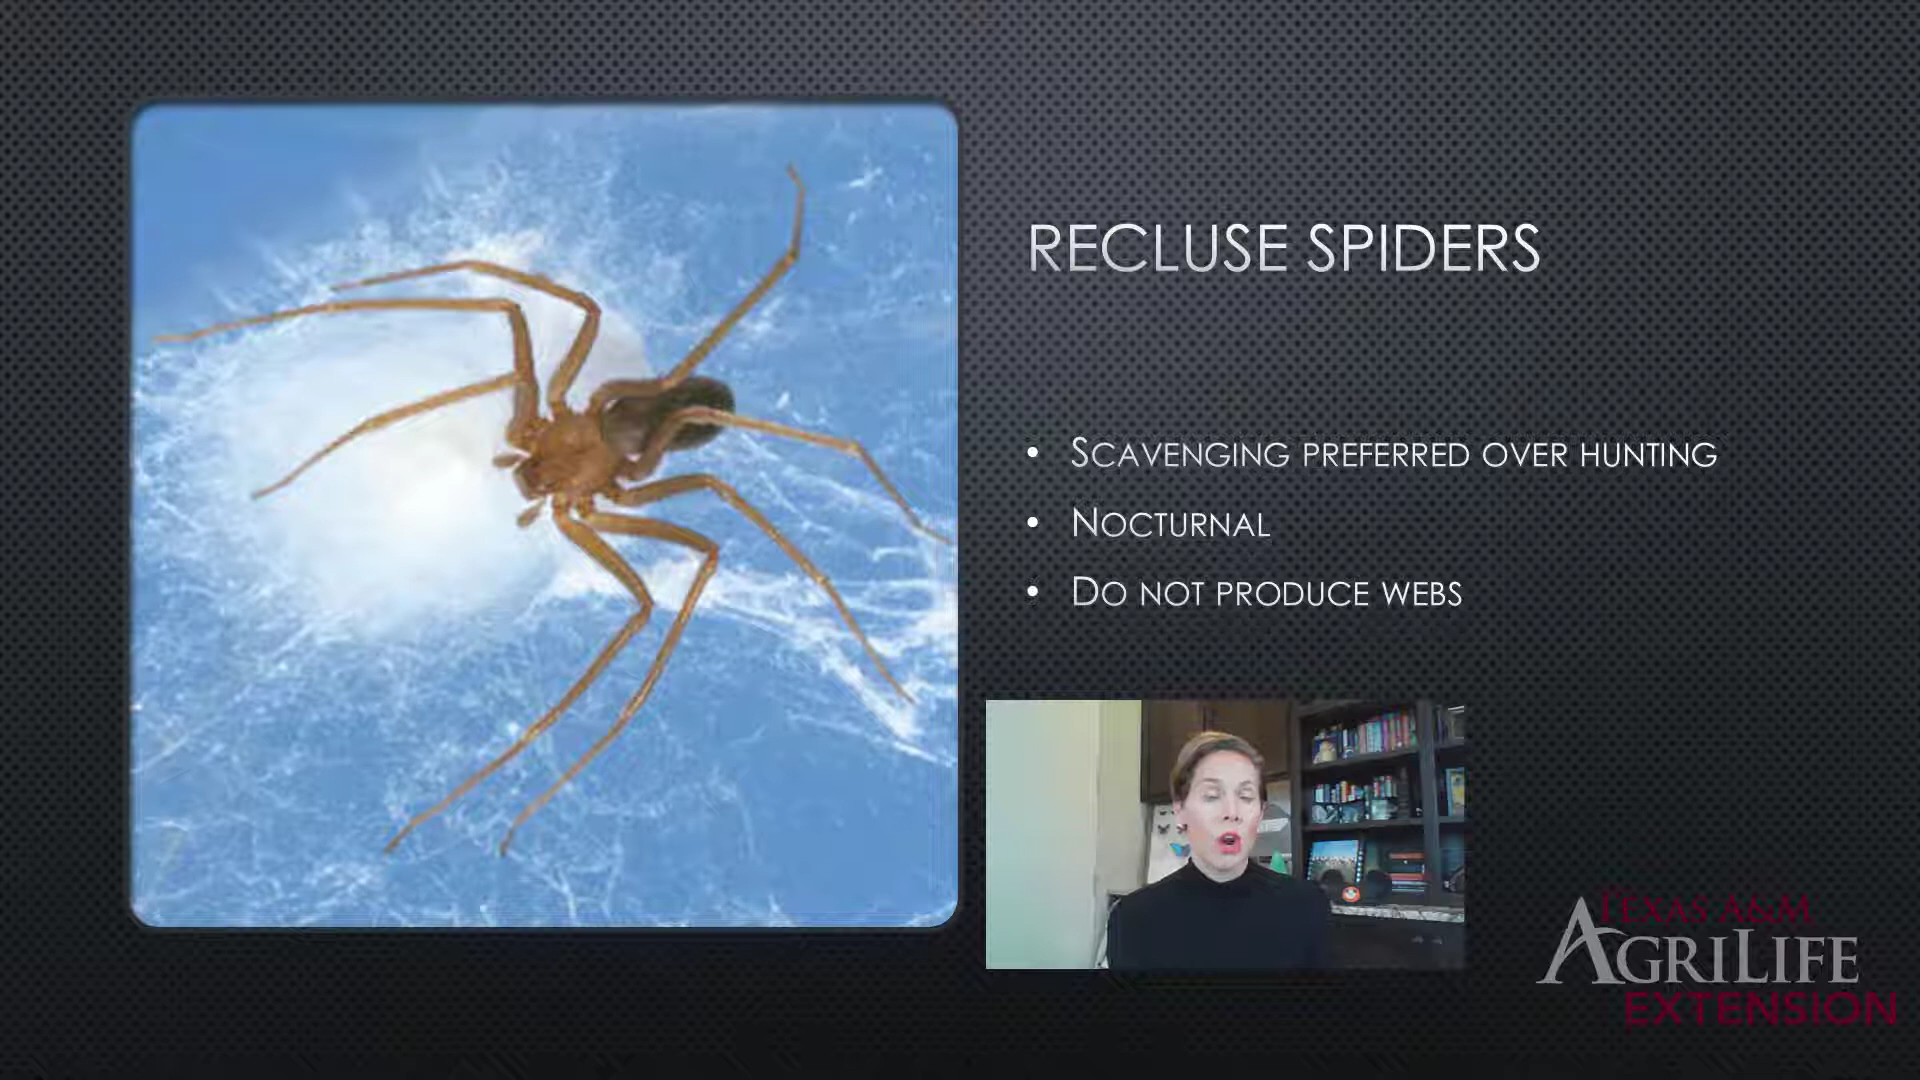 RECLUSE SPIDERS
• SCAVENGING PREFERRED OVER HUNTING
• NOCTURNAL
• DO NOT PRODUCE WEBS
TEXAS A&M
AGRILIFE
EXTENSION